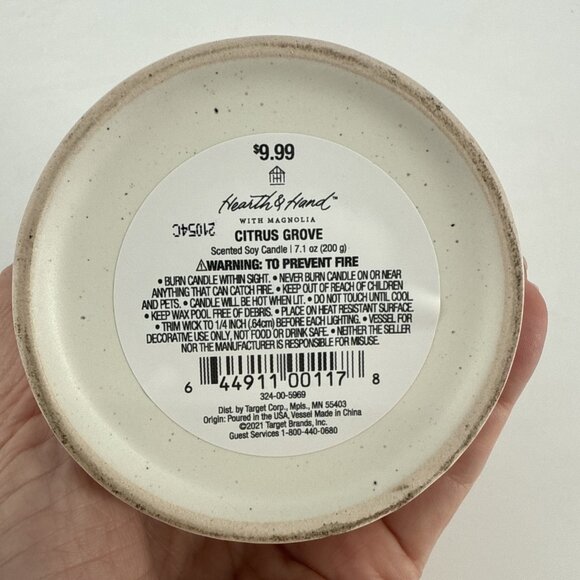 $9.99
Hearth & Hand™
WITH MAGNOLIA
21054C
CITRUS GROVE
Scented Soy Candle | 7.1 oz (200 g)
⚠WARNING: TO PREVENT FIRE
• BURN CANDLE WITHIN SIGHT. • NEVER BURN CANDLE ON OR NEAR
ANYTHING THAT CAN CATCH FIRE. • KEEP OUT OF REACH OF CHILDREN
AND PETS. • CANDLE WILL BE HOT WHEN LIT. • DO NOT TOUCH UNTIL COOL.
• KEEP WAX POOL FREE OF DEBRIS. • PLACE ON HEAT RESISTANT SURFACE.
• TRIM WICK TO 1/4 INCH (.64cm) BEFORE EACH LIGHTING. • VESSEL FOR
DECORATIVE USE ONLY, NOT FOOD OR DRINK SAFE. • NEITHER THE SELLER
NOR THE MANUFACTURER IS RESPONSIBLE FOR MISUSE.
6 44911 00117 8
324-00-5969
Dist. by Target Corp., Mpls., MN 55403
Origin: Poured in the USA, Vessel Made in China
©2021 Target Brands, Inc.
Guest Services 1-800-440-0680